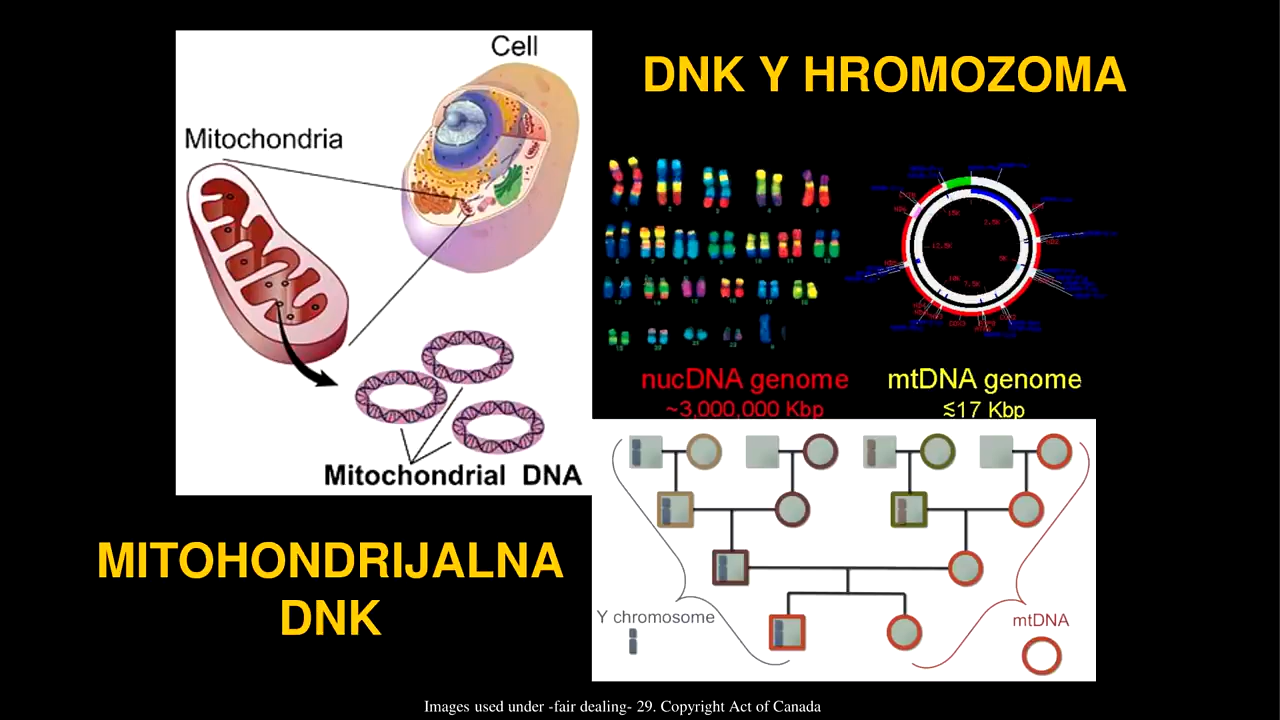 Cell
Mitochondria
Mitochondrial DNA
MITOHONDRIJALNA
DNK
DNK Y HROMOZOMA
nucDNA genome
~3,000,000 Kbp
mtDNA genome
≤17 Kbp
Y chromosome
mtDNA
Images used under -fair dealing- 29. Copyright Act of Canada